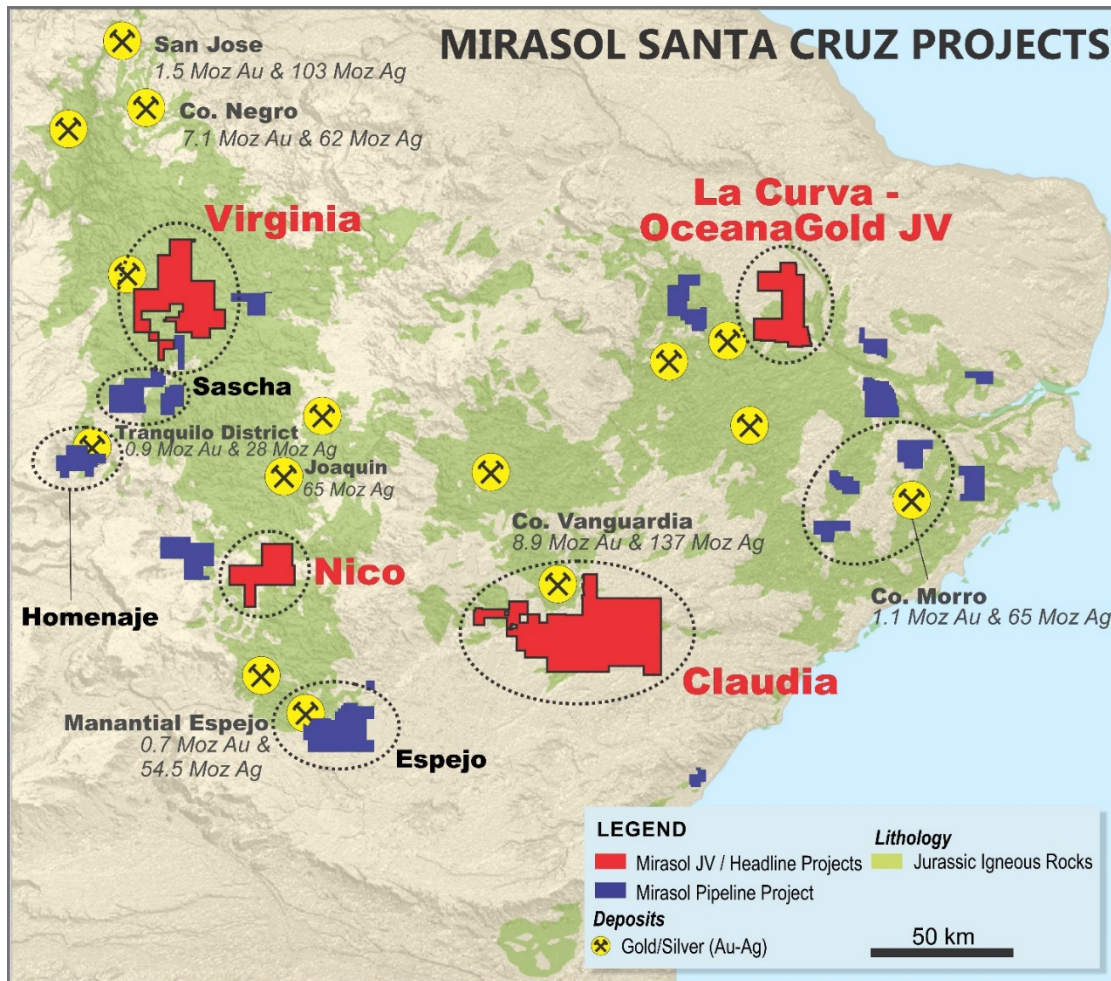 MIRASOL SANTA CRUZ PROJECTS
San Jose
1.5 Moz Au & 103 Moz Ag
Co. Negro
7.1 Moz Au & 62 Moz Ag
Virginia
La Curva -
OceanaGold JV
Sascha
Tranquilo District
0.9 Moz Au & 28 Moz Ag
Joaquin
65 Moz Ag
Co. Vanguardia
8.9 Moz Au & 137 Moz Ag
Nico
Homenaje
Co. Morro
1.1 Moz Au & 65 Moz Ag
Claudia
Manantial Espejo
0.7 Moz Au &
54.5 Moz Ag
Espejo
LEGEND
Mirasol JV / Headline Projects
Mirasol Pipeline Project
Deposits
Gold/Silver (Au-Ag)
Lithology
Jurassic Igneous Rocks
50 km